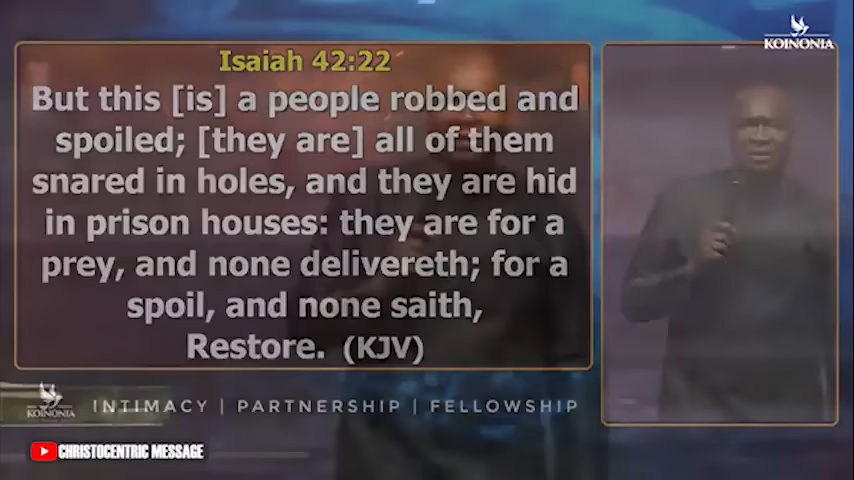 KOINONIA
Isaiah 42:22
But this [is] a people robbed and
spoiled; [they are] all of them
snared in holes, and they are hid
in prison houses: they are for a
prey, and none delivereth; for a
spoil, and none saith,
Restore. (KJV)
KOINONIA
INTIMACY | PARTNERSHIP | FELLOWSHIP
CHRISTOCENTRIC MESSAGE